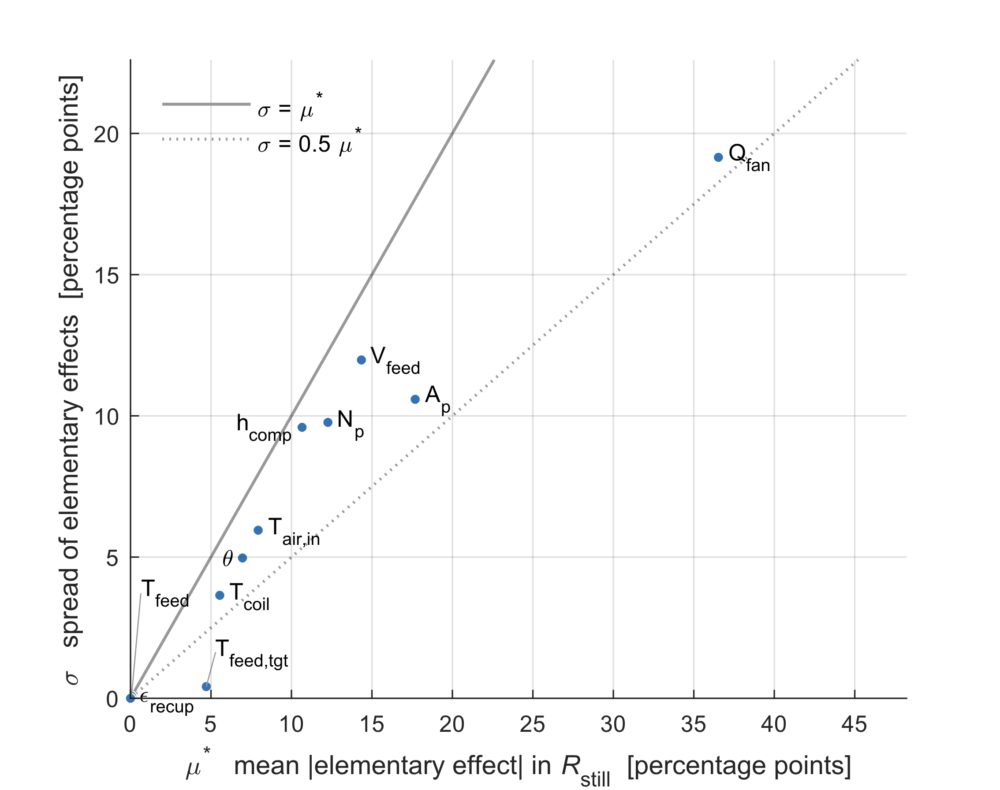 σ = μ*
σ = 0.5 μ*
σ spread of elementary effects [percentage points]
20
15
10
5
0
Q_fan
V_feed
A_p
h_comp
N_p
T_air,in
θ
T_feed
T_coil
T_feed,tgt
ϵ_recup
0 5 10 15 20 25 30 35 40 45
μ* mean |elementary effect| in R_still [percentage points]